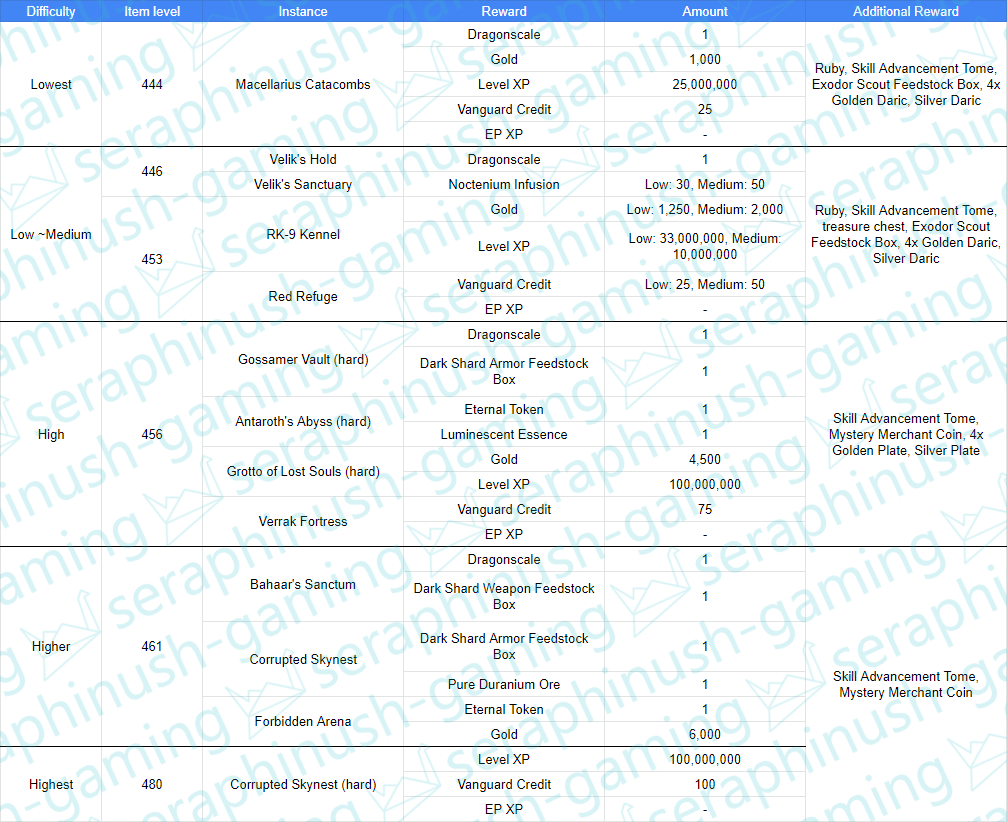 Difficulty Item level Instance Reward Amount Additional Reward
Lowest 444 Macellarius Catacombs
Dragonscale 1
Gold 1,000
Level XP 25,000,000
Vanguard Credit 25
EP XP -
Ruby, Skill Advancement Tome,
Exodor Scout Feedstock Box, 4x
Golden Daric, Silver Daric
Low ~Medium
446
453
Velik's Hold
Velik's Sanctuary
RK-9 Kennel
Red Refuge
Dragonscale 1
Noctenium Infusion Low: 30, Medium: 50
Gold Low: 1,250, Medium: 2,000
Level XP Low: 33,000,000, Medium:
10,000,000
Vanguard Credit Low: 25, Medium: 50
EP XP -
Ruby, Skill Advancement Tome,
treasure chest, Exodor Scout
Feedstock Box, 4x Golden Daric,
Silver Daric
High 456
Gossamer Vault (hard)
Antaroth's Abyss (hard)
Grotto of Lost Souls (hard)
Verrak Fortress
Dragonscale 1
Dark Shard Armor Feedstock
Box 1
Eternal Token 1
Luminescent Essence 1
Gold 4,500
Level XP 100,000,000
Vanguard Credit 75
EP XP -
Skill Advancement Tome,
Mystery Merchant Coin, 4x
Golden Plate, Silver Plate
Higher 461
Bahaar's Sanctum
Corrupted Skynest
Forbidden Arena
Dragonscale 1
Dark Shard Weapon Feedstock
Box 1
Dark Shard Armor Feedstock
Box 1
Pure Duranium Ore 1
Eternal Token 1
Gold 6,000
Skill Advancement Tome,
Mystery Merchant Coin
Highest 480 Corrupted Skynest (hard)
Level XP 100,000,000
Vanguard Credit 100
EP XP -
seraphinush-gaming